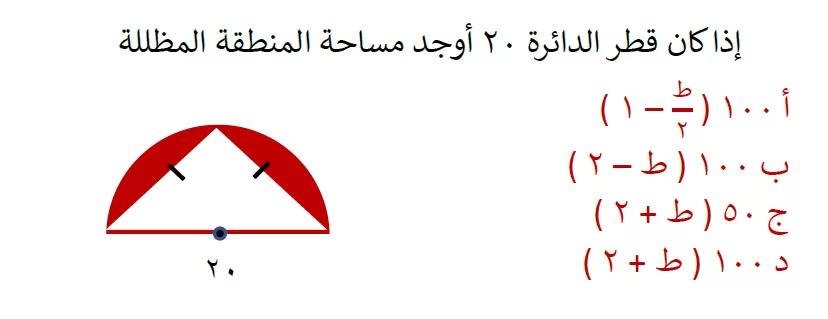 إذا كان قطر الدائرة ٢٠ أوجد مساحة المنطقة المظللة
أ ١٠٠ ( ط/٢ − ١ )
ب ١٠٠ ( ط − ٢ )
ج ٥٠ ( ط + ٢ )
د ١٠٠ ( ط + ٢ )
٢٠